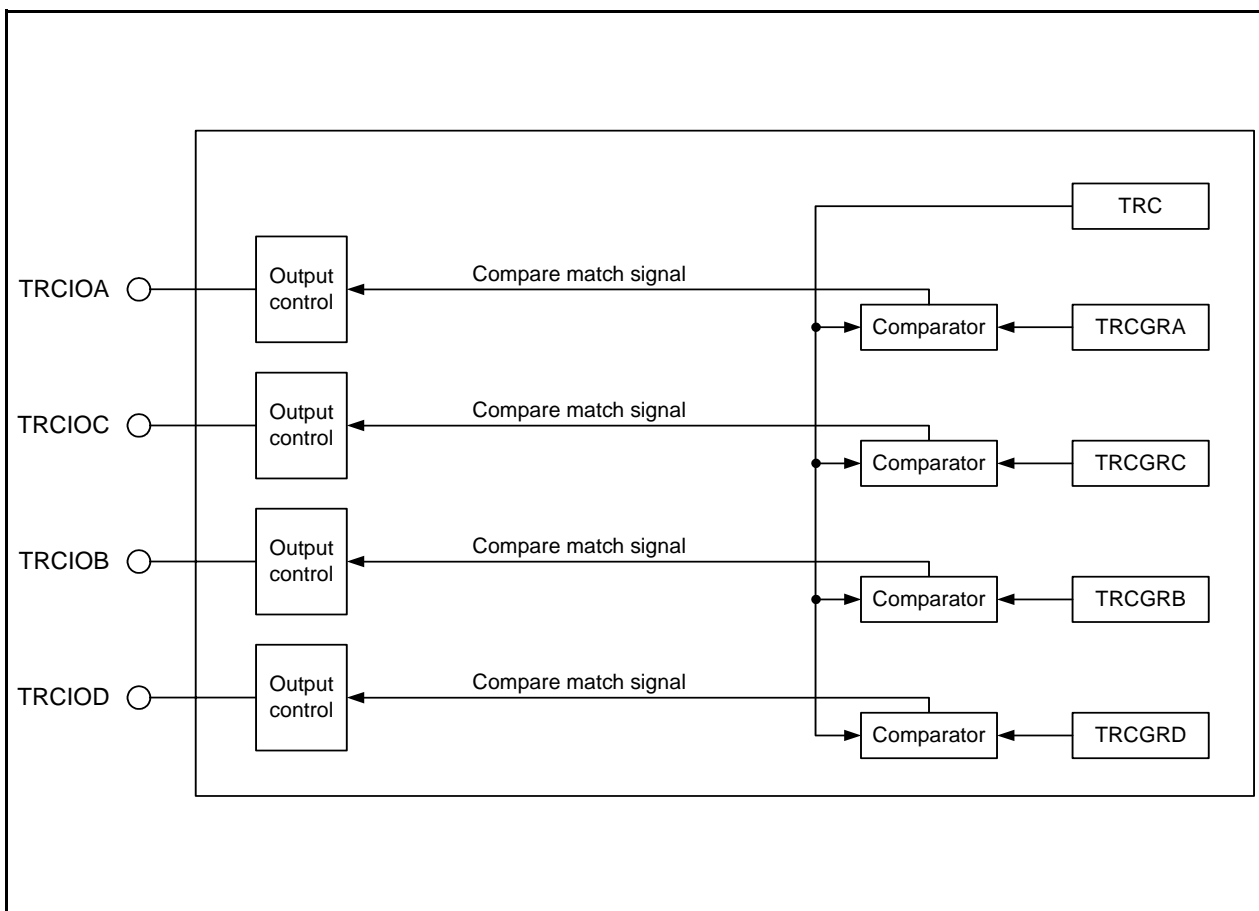 TRC
TRCIOA
Output
control
Compare match signal
Comparator
TRCGRA
TRCIOC
Output
control
Compare match signal
Comparator
TRCGRC
TRCIOB
Output
control
Compare match signal
Comparator
TRCGRB
TRCIOD
Output
control
Compare match signal
Comparator
TRCGRD